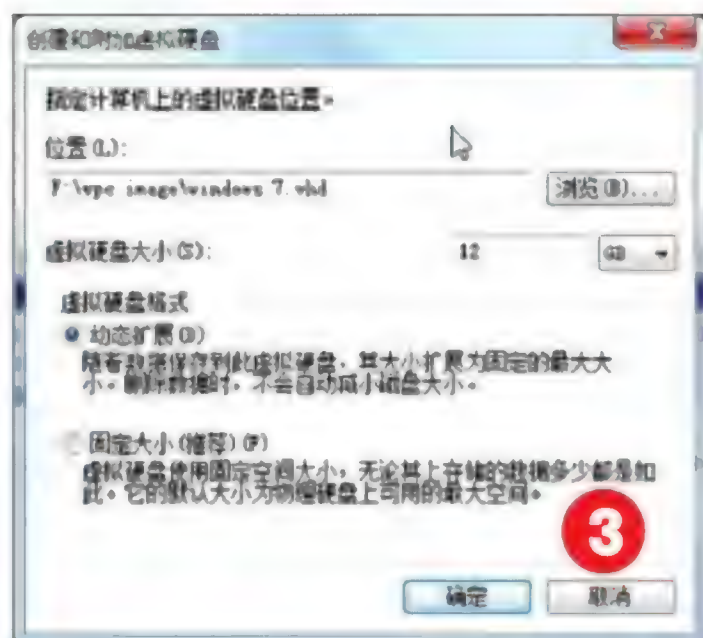 创建和附加虚拟硬盘
指定计算机上的虚拟硬盘位置。
位置(L):
F:\vpc image\windows 7.vhd
浏览(B)...
虚拟硬盘大小(S):
12
GB
虚拟硬盘格式
动态扩展(D)
随着数据保存到此虚拟硬盘，其大小扩展为固定的最大大
小。删除数据时，不会自动减小磁盘大小。
固定大小(推荐)(F)
虚拟硬盘使用固定空间大小，无论其上存储的数据多少都是如
此。它的默认大小为物理硬盘上可用的最大空间。
3
确定
取消